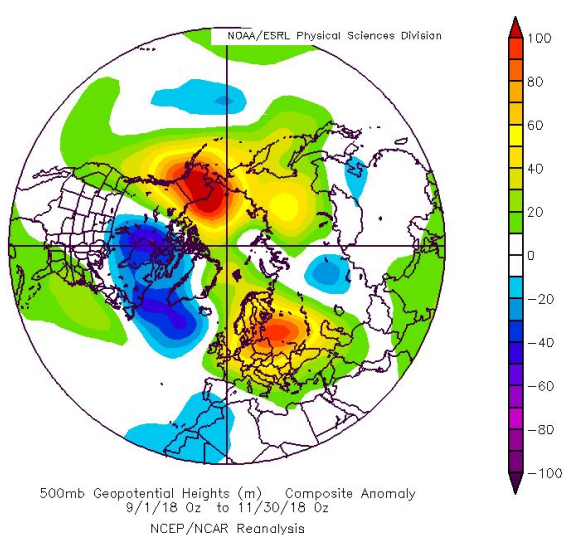 NOAA/ESRL Physical Sciences Division
100
80
60
40
20
0
−20
−40
−60
−80
−100
500mb Geopotential Heights (m) Composite Anomaly
9/1/18 0z to 11/30/18 0z
NCEP/NCAR Reanalysis